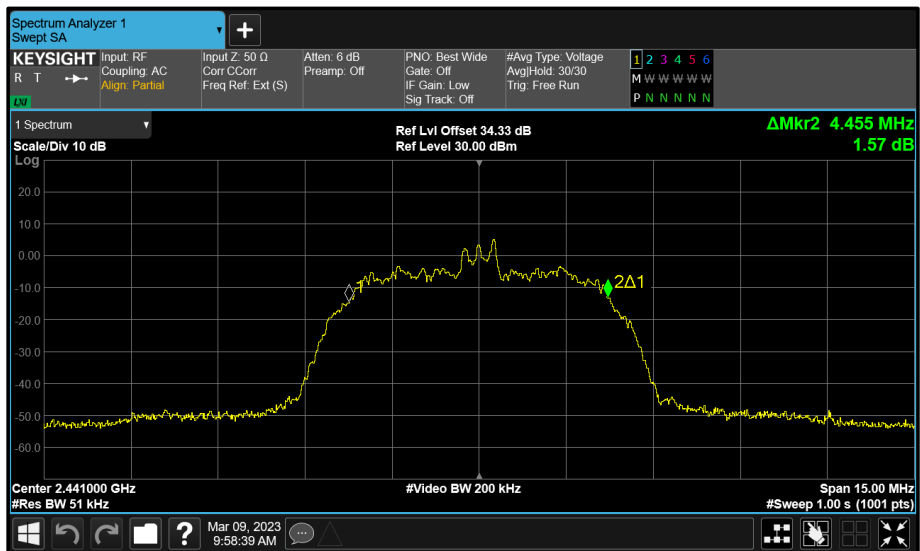 Spectrum Analyzer 1
Swept SA
KEYSIGHT
R T
LXI
Input: RF
Coupling: AC
Align: Partial
Input Z: 50 Ω
Corr CCorr
Freq Ref: Ext (S)
Atten: 6 dB
Preamp: Off
PNO: Best Wide
Gate: Off
IF Gain: Low
Sig Track: Off
#Avg Type: Voltage
Avg|Hold: 30/30
Trig: Free Run
1 2 3 4 5 6
M W W W W W
P N N N N N
1 Spectrum
Scale/Div 10 dB
Ref Lvl Offset 34.33 dB
Ref Level 30.00 dBm
ΔMkr2 4.455 MHz
1.57 dB
Log
20.0
10.0
0.00
-10.0
-20.0
-30.0
-40.0
-50.0
-60.0
1
2Δ1
Center 2.441000 GHz
#Video BW 200 kHz
Span 15.00 MHz
#Res BW 51 kHz
#Sweep 1.00 s (1001 pts)
?
Mar 09, 2023
9:58:39 AM